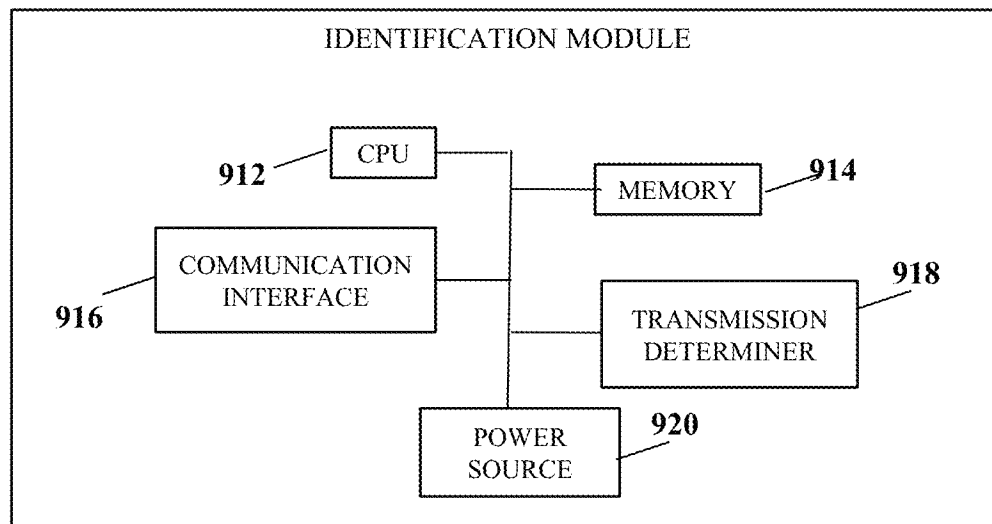 IDENTIFICATION MODULE
CPU
912
MEMORY
914
COMMUNICATION
INTERFACE
916
TRANSMISSION
DETERMINER
918
POWER
SOURCE
920